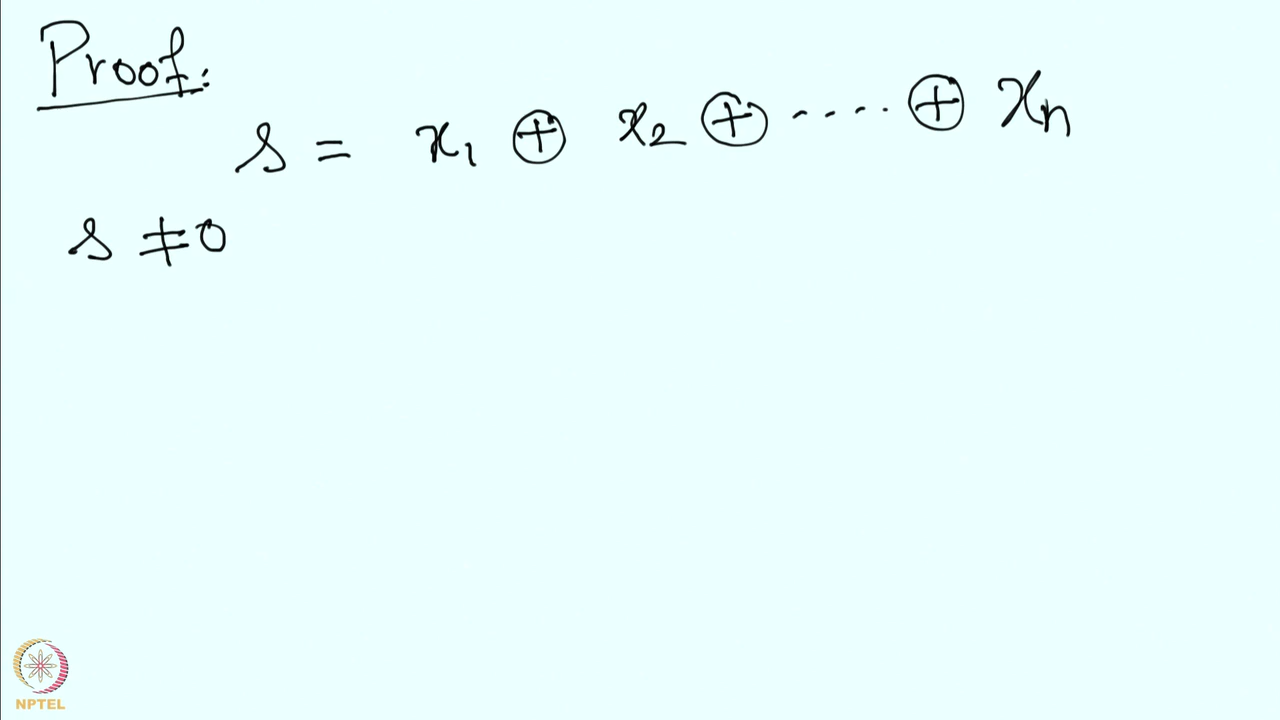 Proof:
s = x₁ ⊕ x₂ ⊕ ..... ⊕ xₙ
s ≠ 0
NPTEL